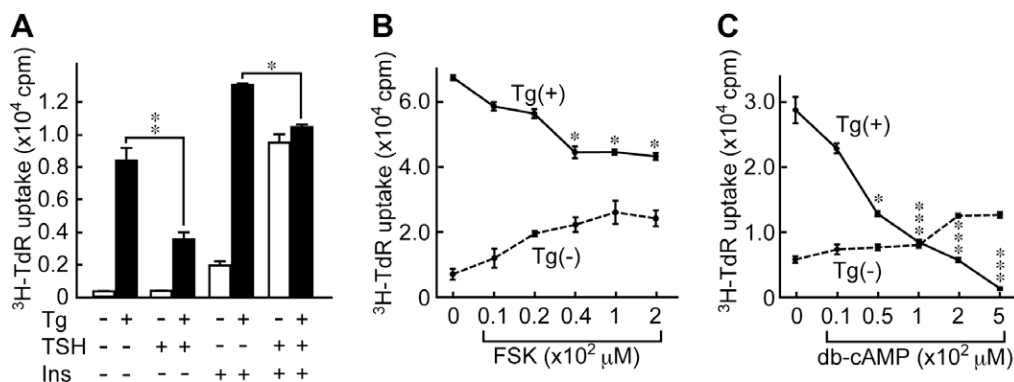 A
³H-TdR uptake (x10⁴ cpm)
1.2
1.0
0.8
0.6
0.4
0.2
0
**
*
Tg - + - + - + - +
TSH - - + + - - + +
Ins - - - - + + + +
B
³H-TdR uptake (x10⁴ cpm)
6.0
4.0
2.0
0
Tg(+)
* * *
Tg(-)
0 0.1 0.2 0.4 1 2
FSK (x10² μM)
C
³H-TdR uptake (x10⁴ cpm)
3.0
2.0
1.0
0
Tg(+)
*
***
***
***
Tg(-)
0 0.1 0.5 1 2 5
db-cAMP (x10² μM)